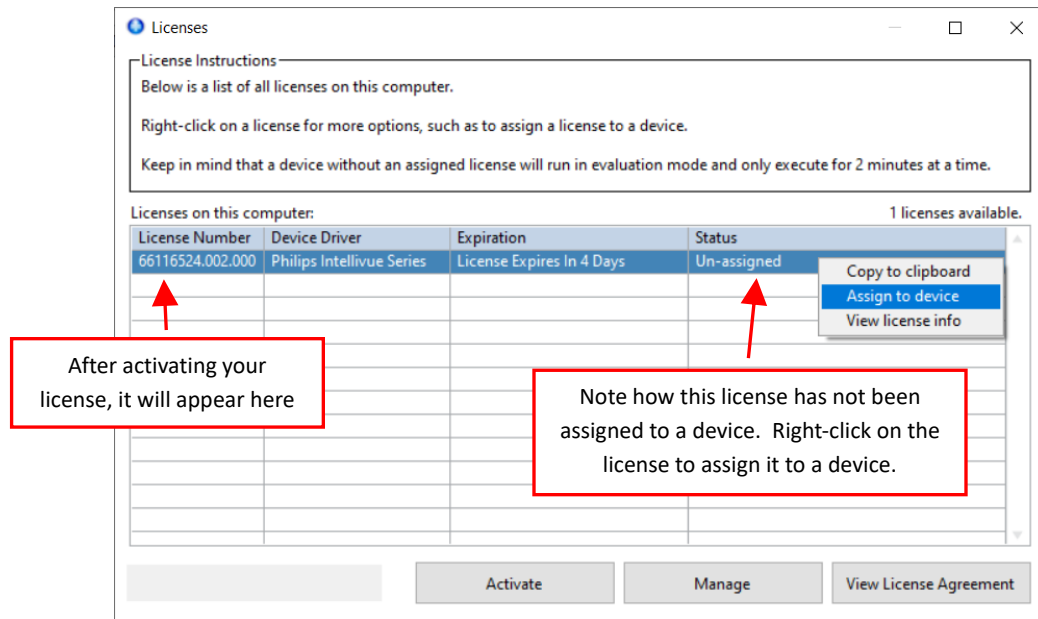 Licenses
License Instructions
Below is a list of all licenses on this computer.
Right-click on a license for more options, such as to assign a license to a device.
Keep in mind that a device without an assigned license will run in evaluation mode and only execute for 2 minutes at a time.
Licenses on this computer: 1 licenses available.
License Number Device Driver Expiration Status
66116524.002.000 Philips Intellivue Series License Expires In 4 Days Un-assigned
Copy to clipboard
Assign to device
View license info
After activating your
license, it will appear here
Note how this license has not been
assigned to a device. Right-click on the
license to assign it to a device.
Activate Manage View License Agreement